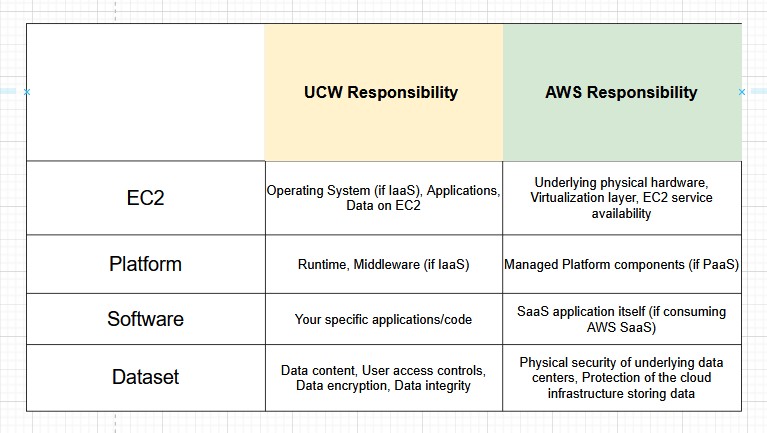 UCW Responsibility
AWS Responsibility
EC2
Operating System (if IaaS), Applications,
Data on EC2
Underlying physical hardware,
Virtualization layer, EC2 service
availability
Platform
Runtime, Middleware (if IaaS)
Managed Platform components (if PaaS)
Software
Your specific applications/code
SaaS application itself (if consuming
AWS SaaS)
Dataset
Data content, User access controls,
Data encryption, Data integrity
Physical security of underlying data
centers, Protection of the cloud
infrastructure storing data